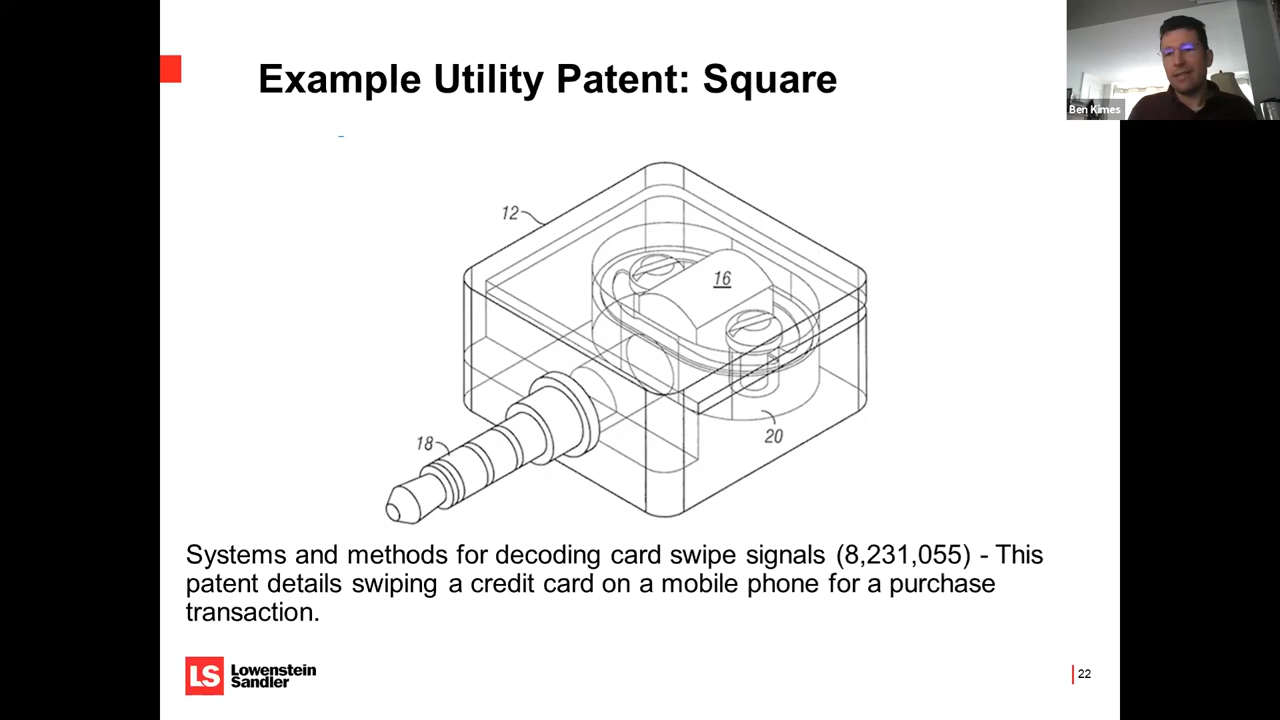 Example Utility Patent: Square
Ben Kimes
12
16
18
20
Systems and methods for decoding card swipe signals (8,231,055) - This
patent details swiping a credit card on a mobile phone for a purchase
transaction.
LS Lowenstein
Sandler
22